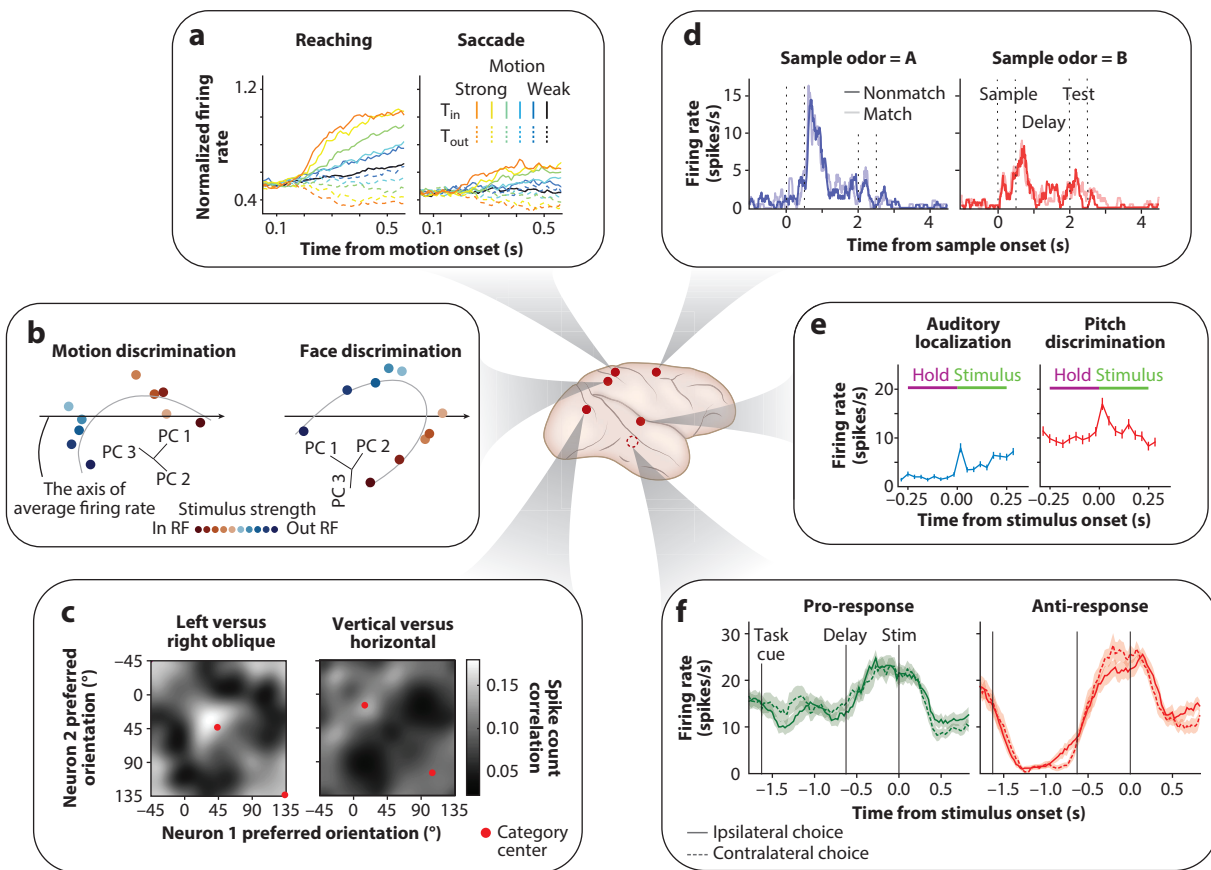 a
Reaching
Saccade
Motion
Strong
Weak
T in
T out
Normalized firing
rate
1.2
0.4
0.1
0.5
0.1
0.5
Time from motion onset (s)
d
Sample odor = A
Sample odor = B
Nonmatch
Match
Sample
Test
Delay
Firing rate
(spikes/s)
15
10
5
0
0
2
4
0
2
4
Time from sample onset (s)
b
Motion discrimination
Face discrimination
PC 1
PC 3
PC 2
PC 1
PC 2
PC 3
The axis of
average firing rate
Stimulus strength
In RF
Out RF
e
Auditory
localization
Pitch
discrimination
Hold
Stimulus
Hold
Stimulus
Firing rate
(spikes/s)
20
10
0
−0.25
0.00
0.25
−0.25
0.00
0.25
Time from stimulus onset (s)
c
Left versus
right oblique
Vertical versus
horizontal
Neuron 2 preferred
orientation (°)
−45
0
45
90
135
−45
0
45
90
135
−45
0
45
90
135
Neuron 1 preferred orientation (°)
0.15
0.10
0.05
Spike count
correlation
Category
center
f
Pro-response
Anti-response
Task
cue
Delay
Stim
Firing rate
(spikes/s)
30
20
10
0
−1.5
−1.0
−0.5
0.0
0.5
−1.5
−1.0
−0.5
0.0
0.5
Time from stimulus onset (s)
Ipsilateral choice
Contralateral choice